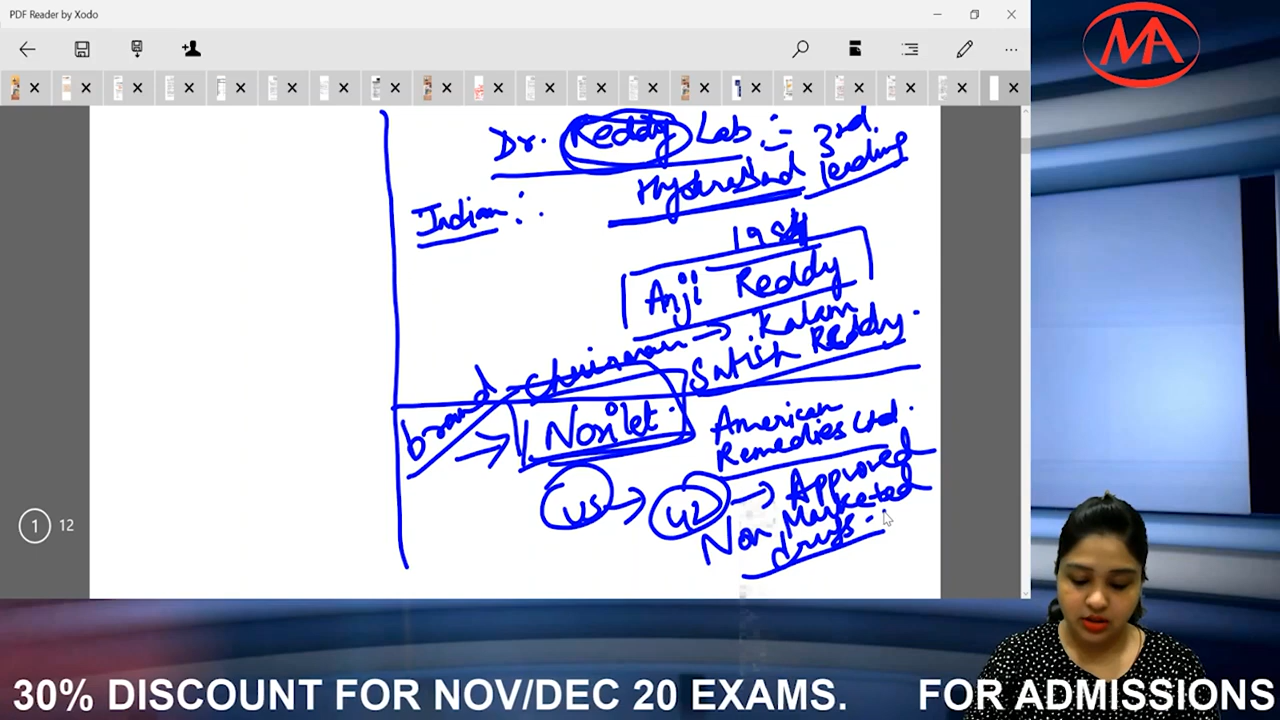 PDF Reader by Xodo
MA
Dr. Reddy Lab :- 3rd leading
Hyderabad
Indian :.
1984
Anji Reddy
→ Kalam
brand - Chairman Satish Reddy.
→ Norilet.
American
Remedies Ltd.
US → 42 → Approved
Non Marketed
drugs -.
1 12
30% DISCOUNT FOR NOV/DEC 20 EXAMS. FOR ADMISSIONS